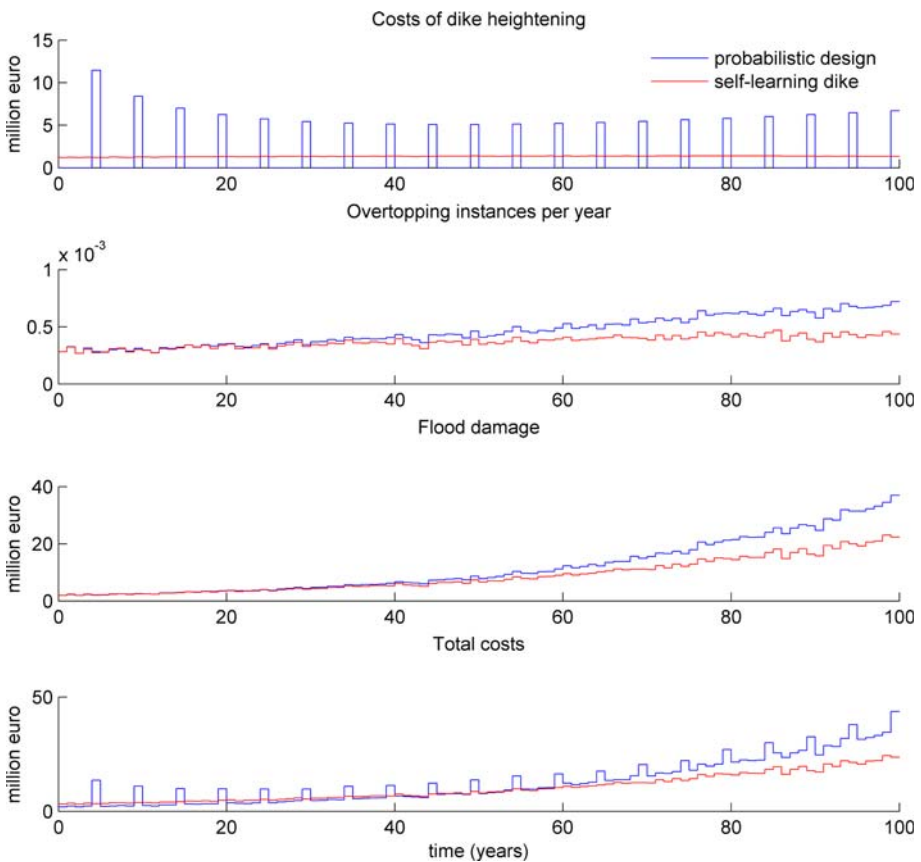 Costs of dike heightening
15
10
5
0
million euro
probabilistic design
self-learning dike
0 20 40 60 80 100
Overtopping instances per year
x 10-3
1
0.5
0
0 20 40 60 80 100
Flood damage
40
20
0
million euro
0 20 40 60 80 100
Total costs
50
0
million euro
0 20 40 60 80 100
time (years)